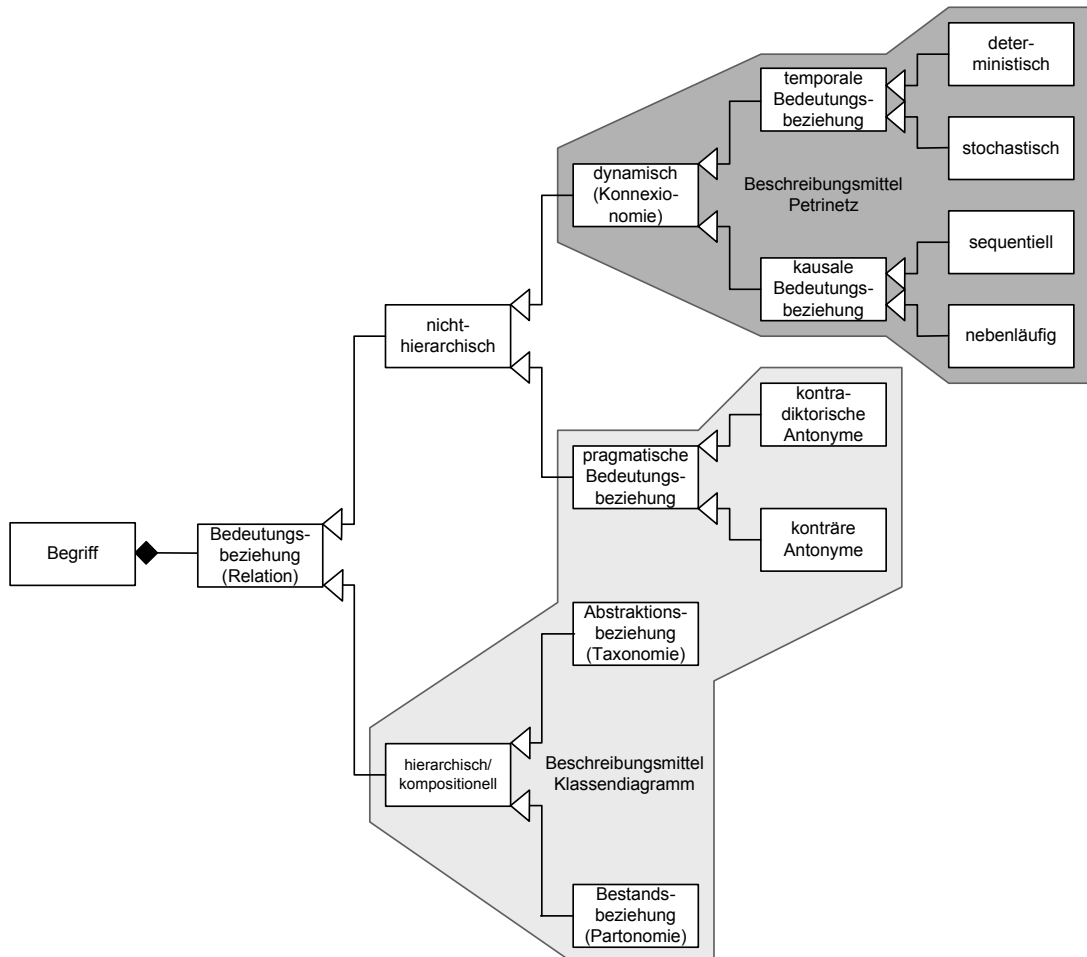 deter-
ministisch
temporale
Bedeutungs-
beziehung
stochastisch
dynamisch
(Konnexio-
nomie)
Beschreibungsmittel
Petrinetz
sequentiell
kausale
Bedeutungs-
beziehung
nebenläufig
nicht-
hierarchisch
kontra-
diktorische
Antonyme
pragmatische
Bedeutungs-
beziehung
konträre
Antonyme
Begriff
Bedeutungs-
beziehung
(Relation)
Abstraktions-
beziehung
(Taxonomie)
hierarchisch/
kompositionell
Beschreibungsmittel
Klassendiagramm
Bestands-
beziehung
(Partonomie)